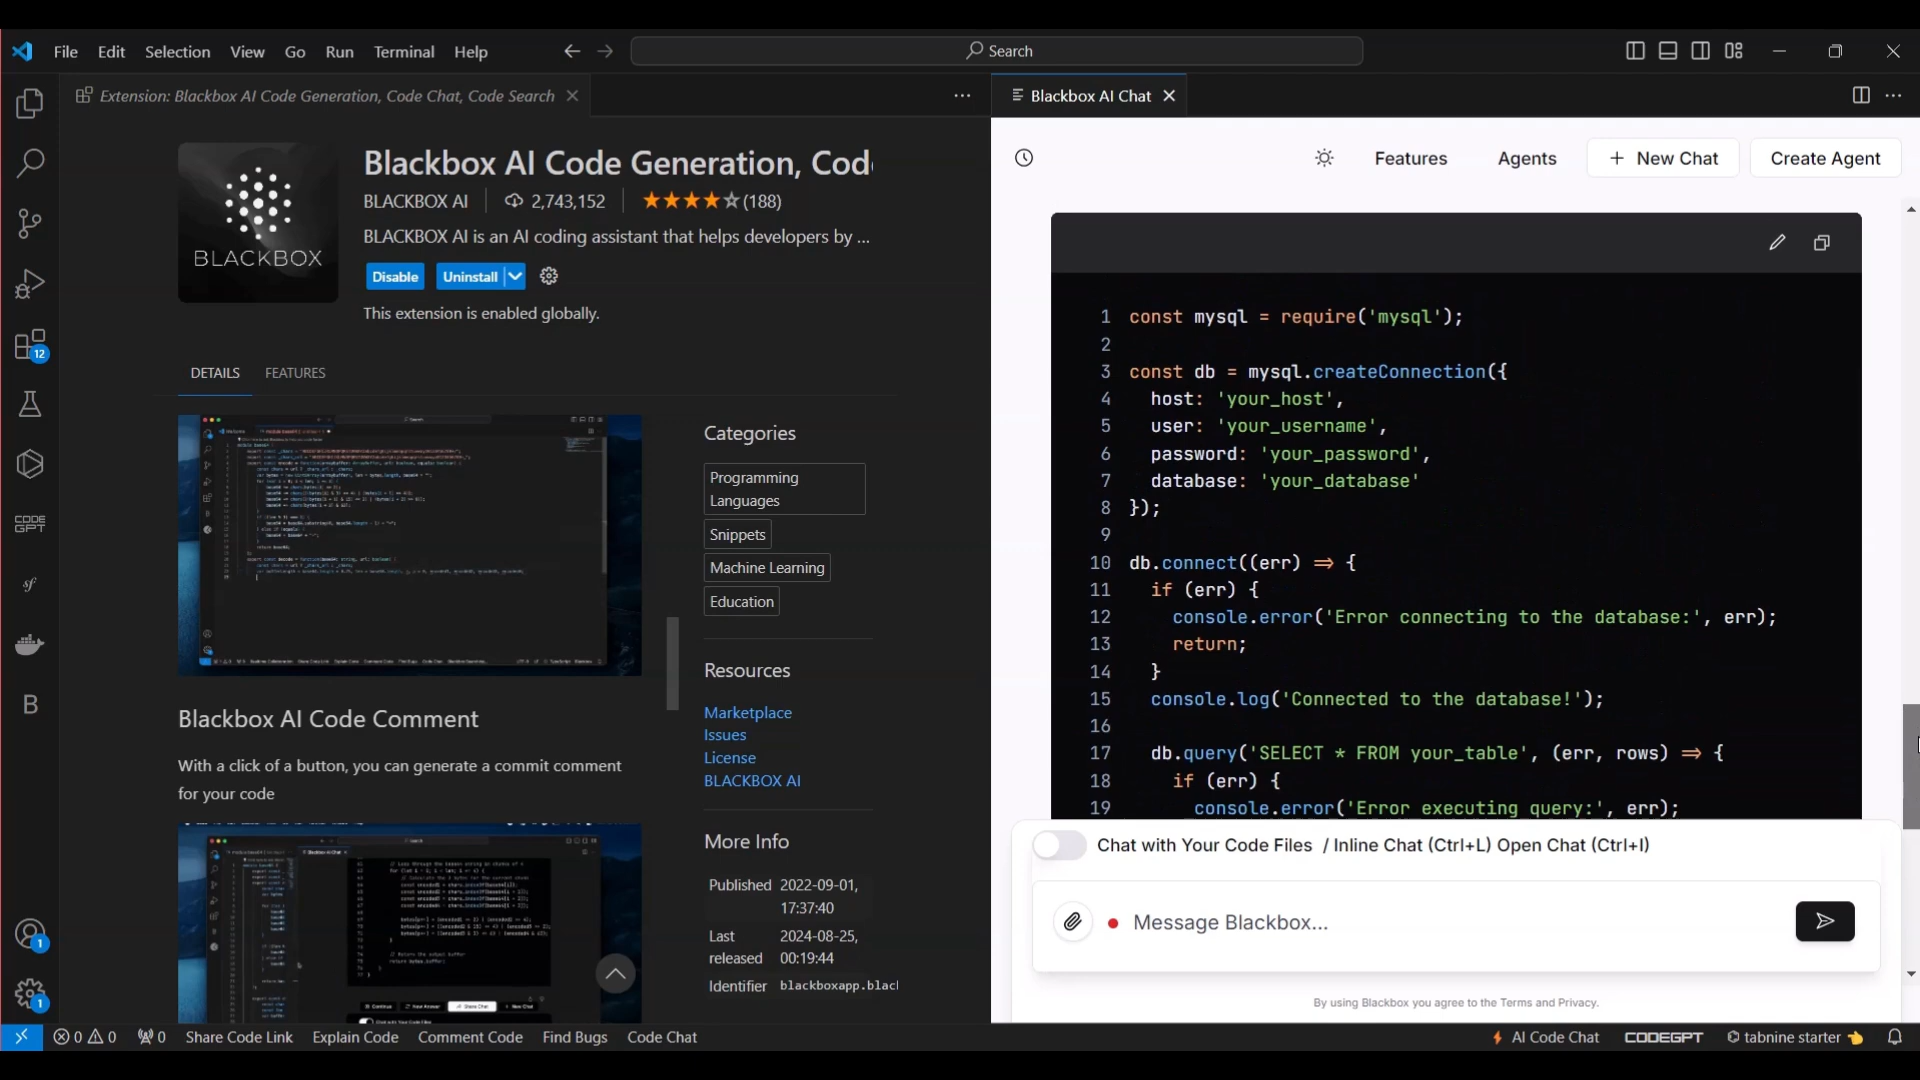 File Edit Selection View Go Run Terminal Help
Search
Extension: Blackbox AI Code Generation, Code Chat, Code Search
Blackbox AI Code Generation, Cod
BLACKBOX AI 2,743,152 (188)
BLACKBOX AI is an AI coding assistant that helps developers by ...
BLACKBOX
Disable Uninstall
This extension is enabled globally.
DETAILS FEATURES
Blackbox AI Code Comment
With a click of a button, you can generate a commit comment
for your code
Categories
Programming
Languages
Snippets
Machine Learning
Education
Resources
Marketplace
Issues
License
BLACKBOX AI
More Info
Published 2022-09-01,
17:37:40
Last 2024-08-25,
released 00:19:44
Identifier blackboxapp.blac
12
CODE
GPT
sf
B
1
1
Blackbox AI Chat
Features Agents + New Chat Create Agent
1 const mysql = require('mysql');
2
3 const db = mysql.createConnection({
4 host: 'your_host',
5 user: 'your_username',
6 password: 'your_password',
7 database: 'your_database'
8 });
9
10 db.connect((err) => {
11 if (err) {
12 console.error('Error connecting to the database:', err);
13 return;
14 }
15 console.log('Connected to the database!');
16
17 db.query('SELECT * FROM your_table', (err, rows) => {
18 if (err) {
19 console.error('Error executing query:', err);
Chat with Your Code Files / Inline Chat (Ctrl+L) Open Chat (Ctrl+I)
Message Blackbox...
By using Blackbox you agree to the Terms and Privacy.
0 0 0 Share Code Link Explain Code Comment Code Find Bugs Code Chat
AI Code Chat CODEGPT tabnine starter